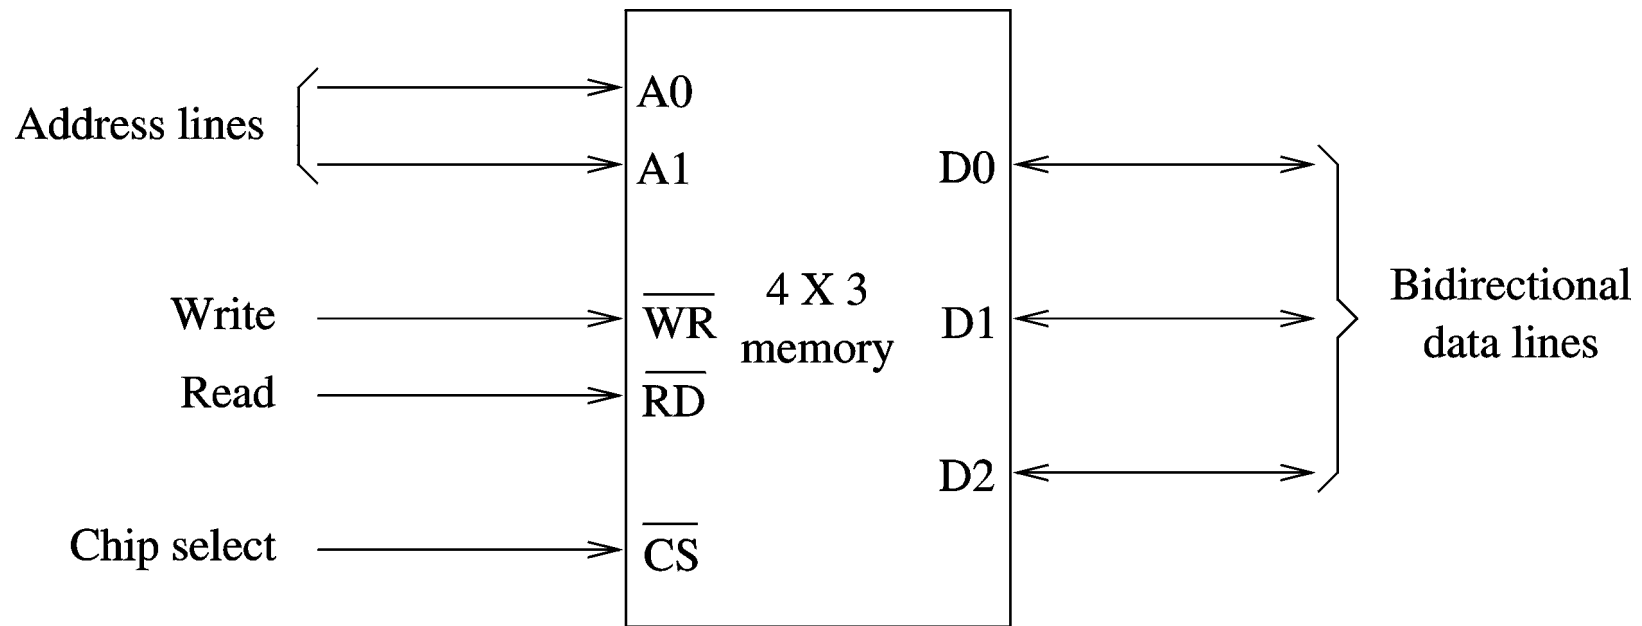 Address lines
A0
A1
Write
WR
Read
RD
Chip select
CS
4 X 3
memory
D0
D1
D2
Bidirectional
data lines